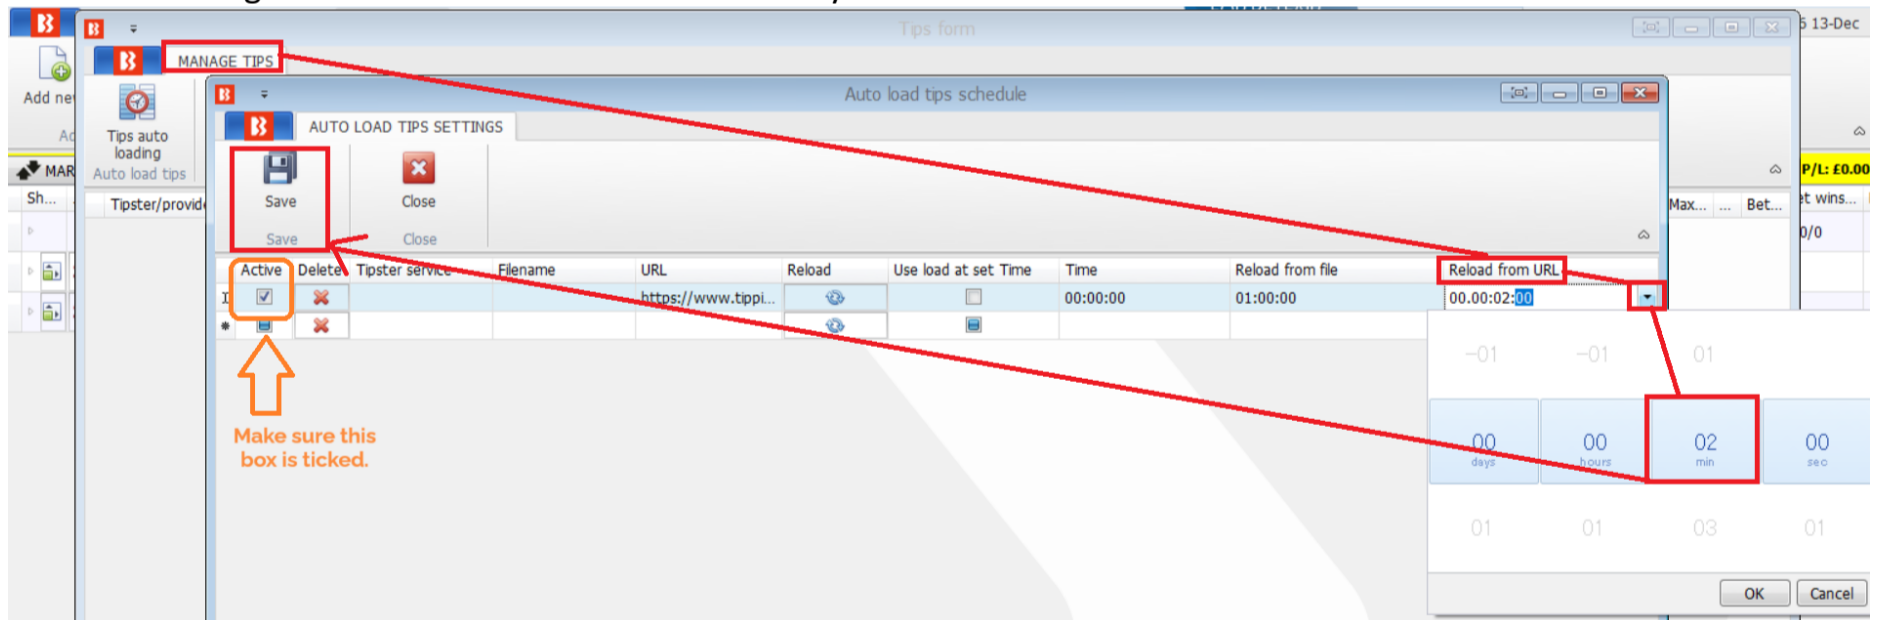 Tips form
5 13-Dec
MANAGE TIPS
Add ne
Tips auto
loading
Auto load tips
Auto load tips schedule
AUTO LOAD TIPS SETTINGS
Save
Close
Save
Close
MAR
P/L: £0.00
Sh...
Tipster/provide
Max... ... Bet...
et wins...
0/0
Active Delete Tipster service Filename URL Reload Use load at set Time Time Reload from file Reload from URL
https://www.tippi... 00:00:00 01:00:00 00.00:02:00
Make sure this
box is ticked.
-01 -01 01
00 00 02 00
days hours min sec
01 01 03 01
OK Cancel